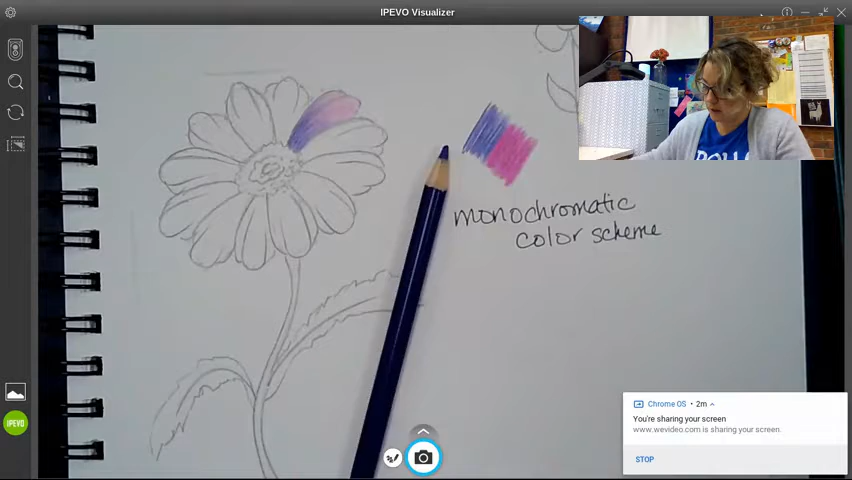 IPEVO Visualizer
monochromatic
color scheme
IPEVO
Chrome OS • 2m
You're sharing your screen
www.wevideo.com is sharing your screen.
STOP